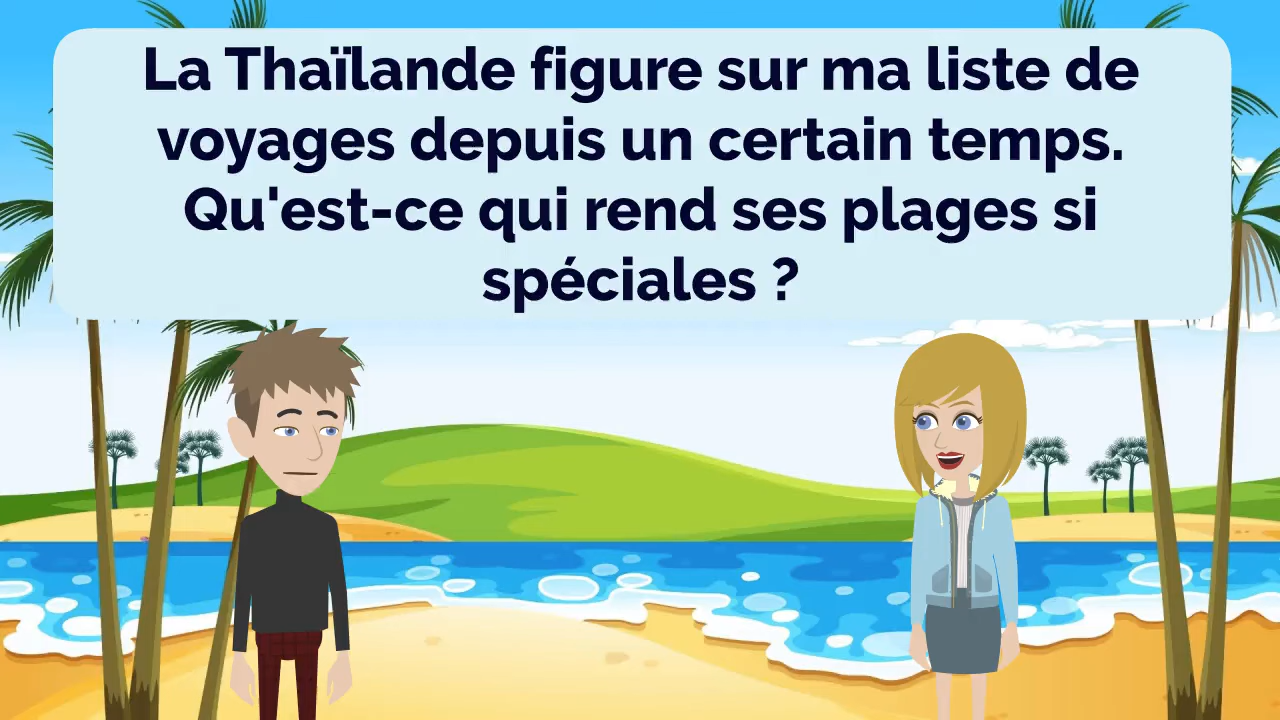 La Thaïlande figure sur ma liste de
voyages depuis un certain temps.
Qu'est-ce qui rend ses plages si
spéciales ?